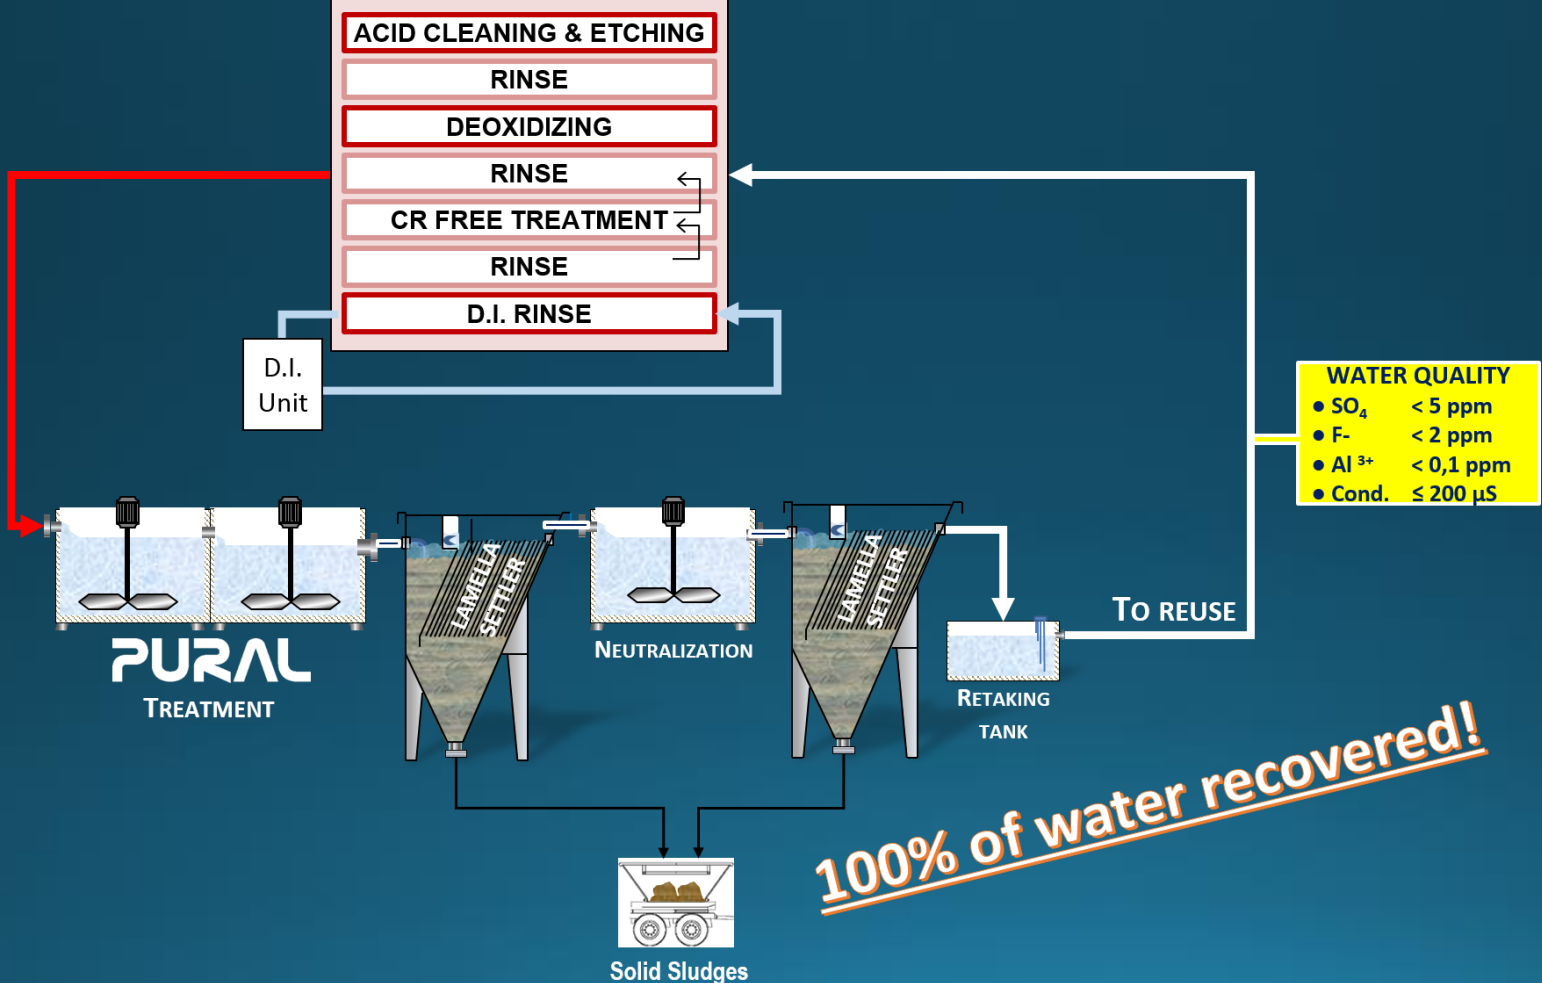 ACID CLEANING & ETCHING
RINSE
DEOXIDIZING
RINSE
CR FREE TREATMENT
RINSE
D.I. RINSE
D.I.
Unit
WATER QUALITY
● SO₄ < 5 ppm
● F- < 2 ppm
● Al ³⁺ < 0,1 ppm
● Cond. ≤ 200 µS
LAMELLA
SETTLER
LAMELLA
SETTLER
PURAL
TREATMENT
NEUTRALIZATION
RETAKING
TANK
TO REUSE
100% of water recovered!
Solid Sludges